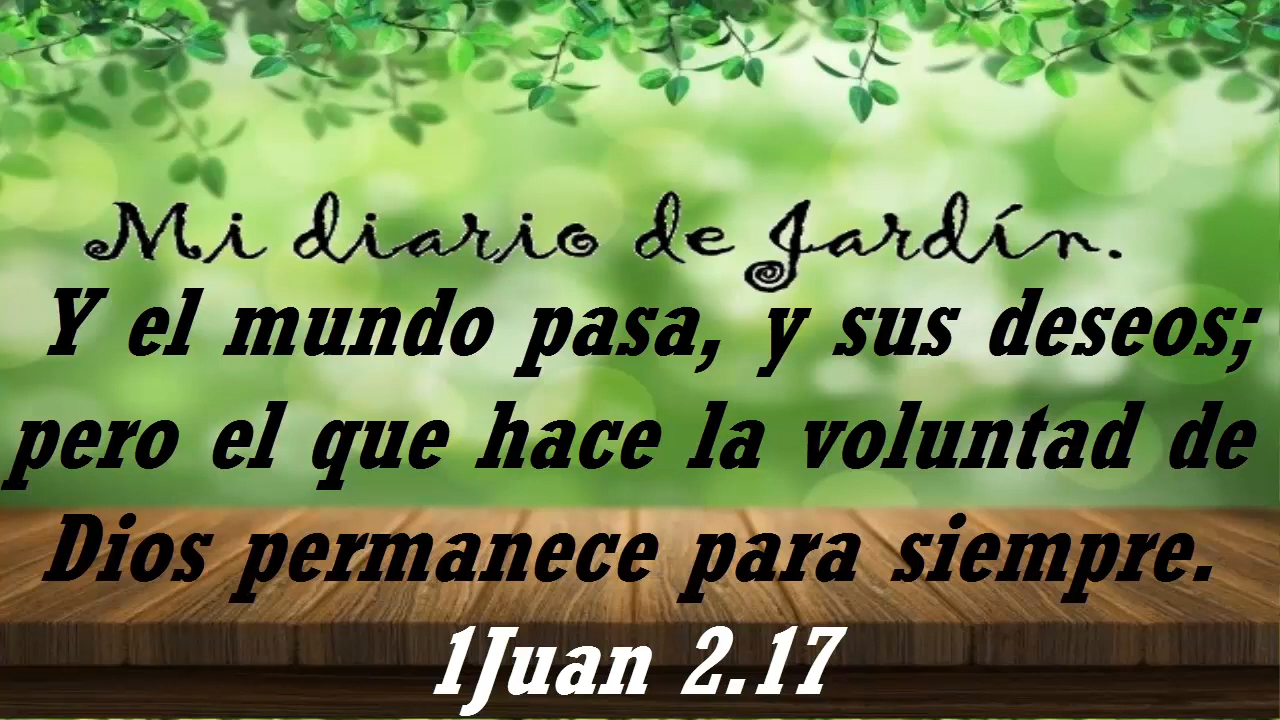 Mi diario de Jardín.
Y el mundo pasa, y sus deseos;
pero el que hace la voluntad de
Dios permanece para siempre.
1Juan 2.17